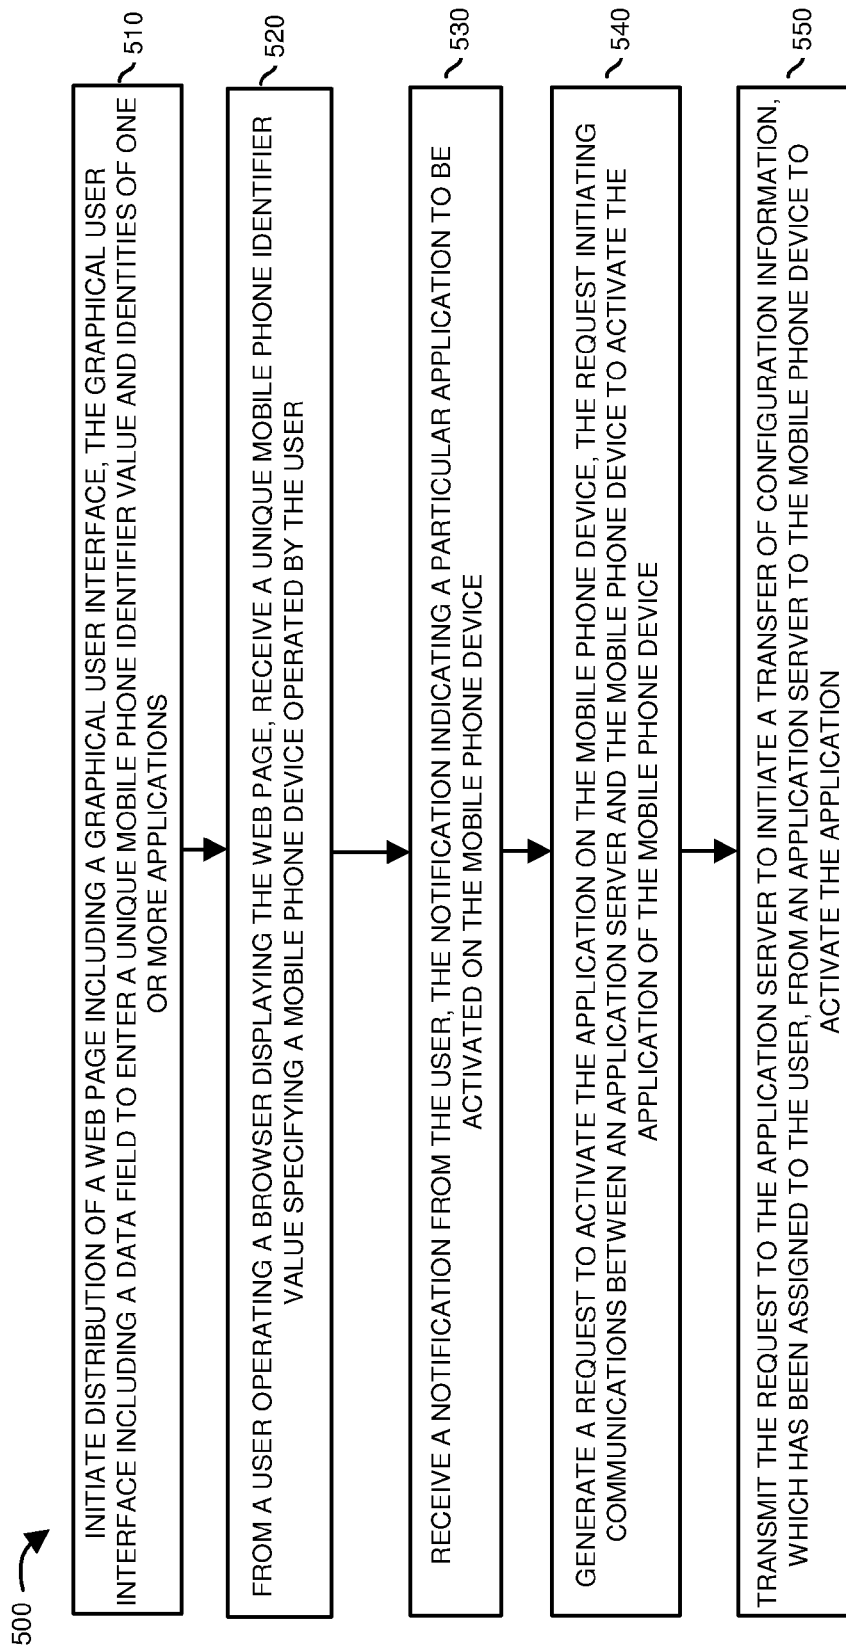 500
INITIATE DISTRIBUTION OF A WEB PAGE INCLUDING A GRAPHICAL USER INTERFACE, THE GRAPHICAL USER
INTERFACE INCLUDING A DATA FIELD TO ENTER A UNIQUE MOBILE PHONE IDENTIFIER VALUE AND IDENTITIES OF ONE
OR MORE APPLICATIONS
510
FROM A USER OPERATING A BROWSER DISPLAYING THE WEB PAGE, RECEIVE A UNIQUE MOBILE PHONE IDENTIFIER
VALUE SPECIFYING A MOBILE PHONE DEVICE OPERATED BY THE USER
520
RECEIVE A NOTIFICATION FROM THE USER, THE NOTIFICATION INDICATING A PARTICULAR APPLICATION TO BE
ACTIVATED ON THE MOBILE PHONE DEVICE
530
GENERATE A REQUEST TO ACTIVATE THE APPLICATION ON THE MOBILE PHONE DEVICE, THE REQUEST INITIATING
COMMUNICATIONS BETWEEN AN APPLICATION SERVER AND THE MOBILE PHONE DEVICE TO ACTIVATE THE
APPLICATION OF THE MOBILE PHONE DEVICE
540
TRANSMIT THE REQUEST TO THE APPLICATION SERVER TO INITIATE A TRANSFER OF CONFIGURATION INFORMATION,
WHICH HAS BEEN ASSIGNED TO THE USER, FROM AN APPLICATION SERVER TO THE MOBILE PHONE DEVICE TO
ACTIVATE THE APPLICATION
550